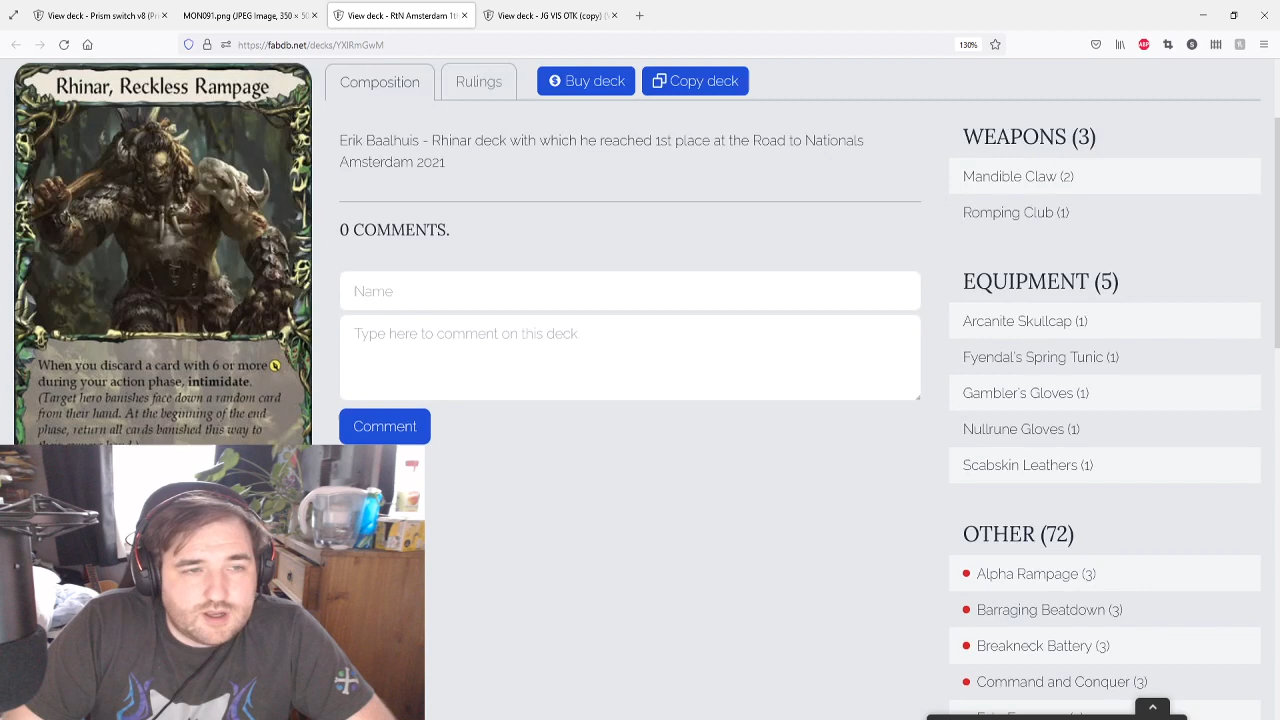 View deck - Prism v8 (Pri
MON091.png (JPEG Image, 350 × 50
View deck - RtN Amsterdam 1th
View deck - JG VIS OTK (copy) (V
https://fabdb.net/decks/YXlRmGwM
130%
ABP
S
Rhinar, Reckless Rampage
When you discard a card with 6 or more
during your action phase, intimidate.
(Target hero banishes face down a random card
from their hand. At the beginning of the end
phase, return all cards banished this way to
Composition
Rulings
Buy deck
Copy deck
Erik Baalhuis - Rhinar deck with which he reached 1st place at the Road to Nationals
Amsterdam 2021
0 COMMENTS.
Name
Type here to comment on this deck
Comment
WEAPONS (3)
Mandible Claw (2)
Romping Club (1)
EQUIPMENT (5)
Arcanite Skullcap (1)
Fyendal's Spring Tunic (1)
Gambler's Gloves (1)
Nullrune Gloves (1)
Scabskin Leathers (1)
OTHER (72)
Alpha Rampage (3)
Barraging Beatdown (3)
Breakneck Battery (3)
Command and Conquer (3)